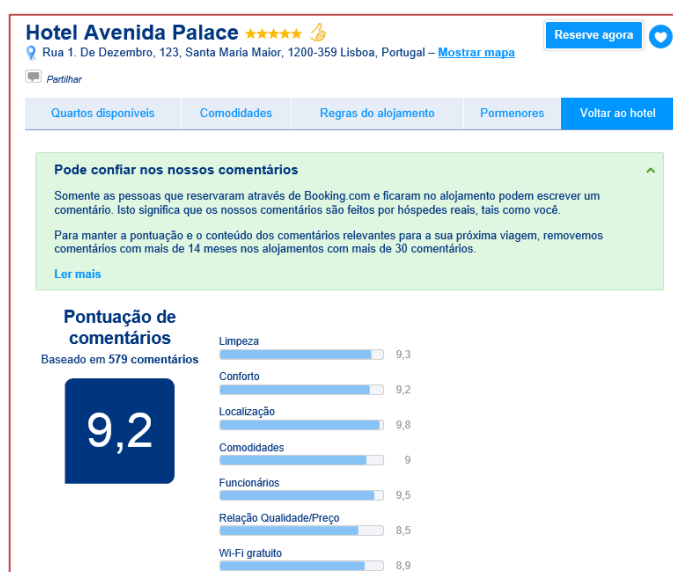 Hotel Avenida Palace
Reserve agora
Rua 1. De Dezembro, 123, Santa Maria Maior, 1200-359 Lisboa, Portugal – Mostrar mapa
Partilhar
Quartos disponíveis Comodidades Regras do alojamento Pormenores Voltar ao hotel
Pode confiar nos nossos comentários
Somente as pessoas que reservaram através de Booking.com e ficaram no alojamento podem escrever um
comentário. Isto significa que os nossos comentários são feitos por hóspedes reais, tais como você.
Para manter a pontuação e o conteúdo dos comentários relevantes para a sua próxima viagem, removemos
comentários com mais de 14 meses nos alojamentos com mais de 30 comentários.
Ler mais
Pontuação de
comentários
Baseado em 579 comentários
9,2
Limpeza
9,3
Conforto
9,2
Localização
9,8
Comodidades
9
Funcionários
9,5
Relação Qualidade/Preço
8,5
Wi-Fi gratuito
8,9